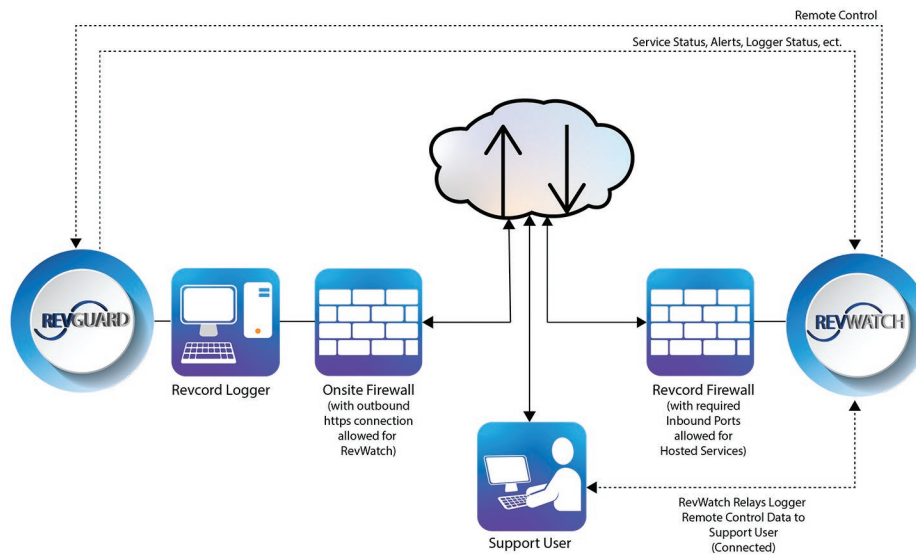 Remote Control
Service Status, Alerts, Logger Status, ect.
REVGUARD
REVWATCH
Revcord Logger
Onsite Firewall
(with outbound
https connection
allowed for
RevWatch)
Revcord Firewall
(with required
Inbound Ports
allowed for
Hosted Services)
RevWatch Relays Logger
Remote Control Data to
Support User
(Connected)
Support User